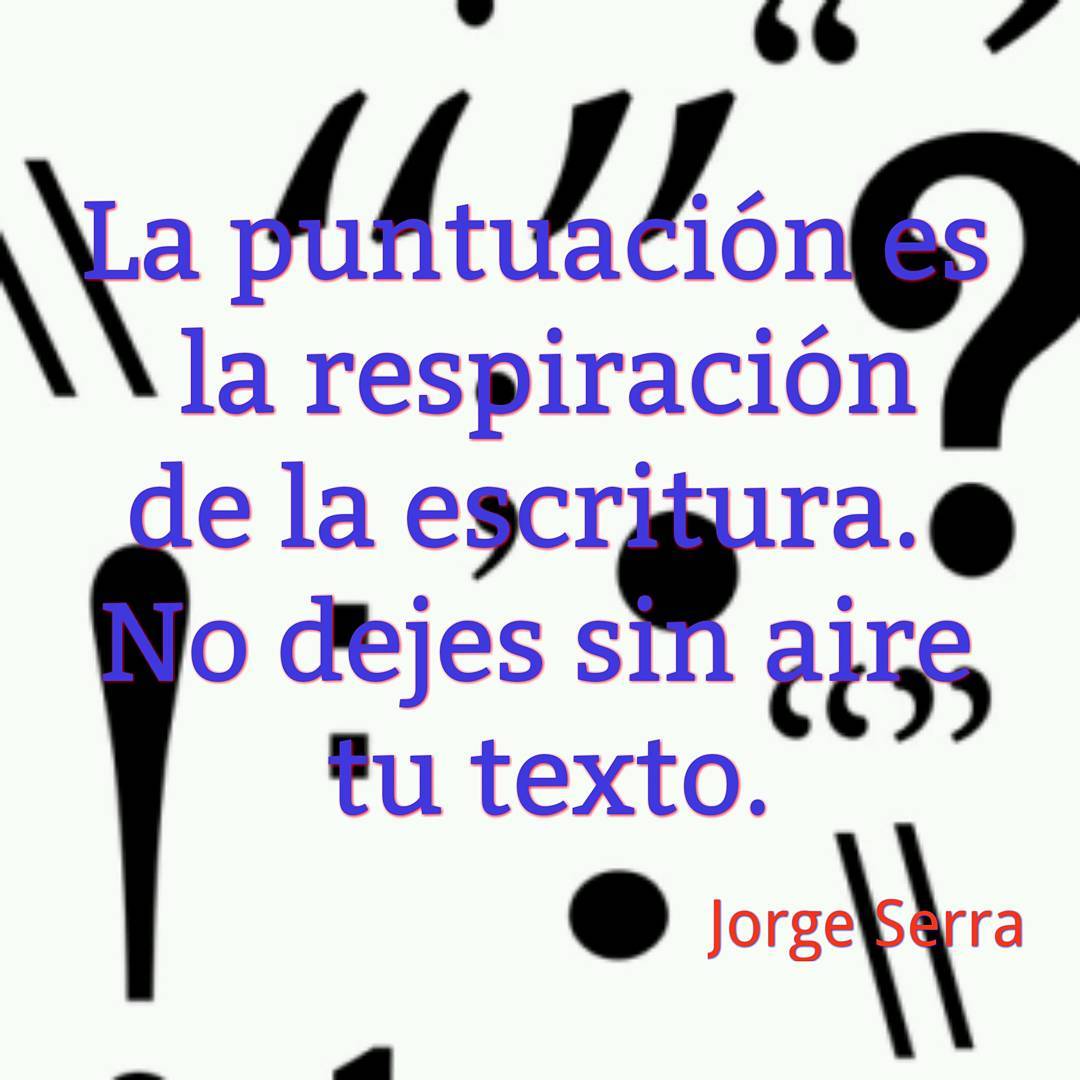 La puntuación es
la respiración
de la escritura.
No dejes sin aire
tu texto.
Jorge Serra